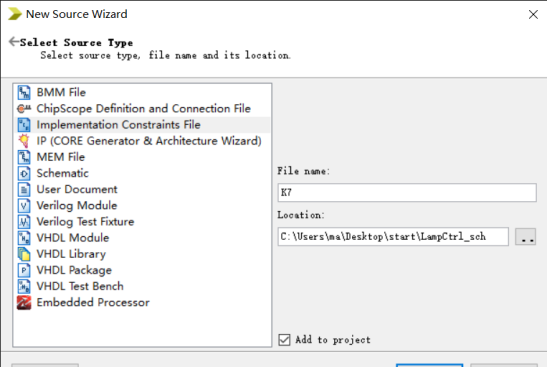 New Source Wizard
Select Source Type
Select source type, file name and its location.
BMM File
ChipScope Definition and Connection File
Implementation Constraints File
IP (CORE Generator & Architecture Wizard)
MEM File
Schematic
User Document
Verilog Module
Verilog Test Fixture
VHDL Module
VHDL Library
VHDL Package
VHDL Test Bench
Embedded Processor
File name:
K7
Location:
C:\Users\ma\Desktop\start\LampCtrl_sch
..
Add to project